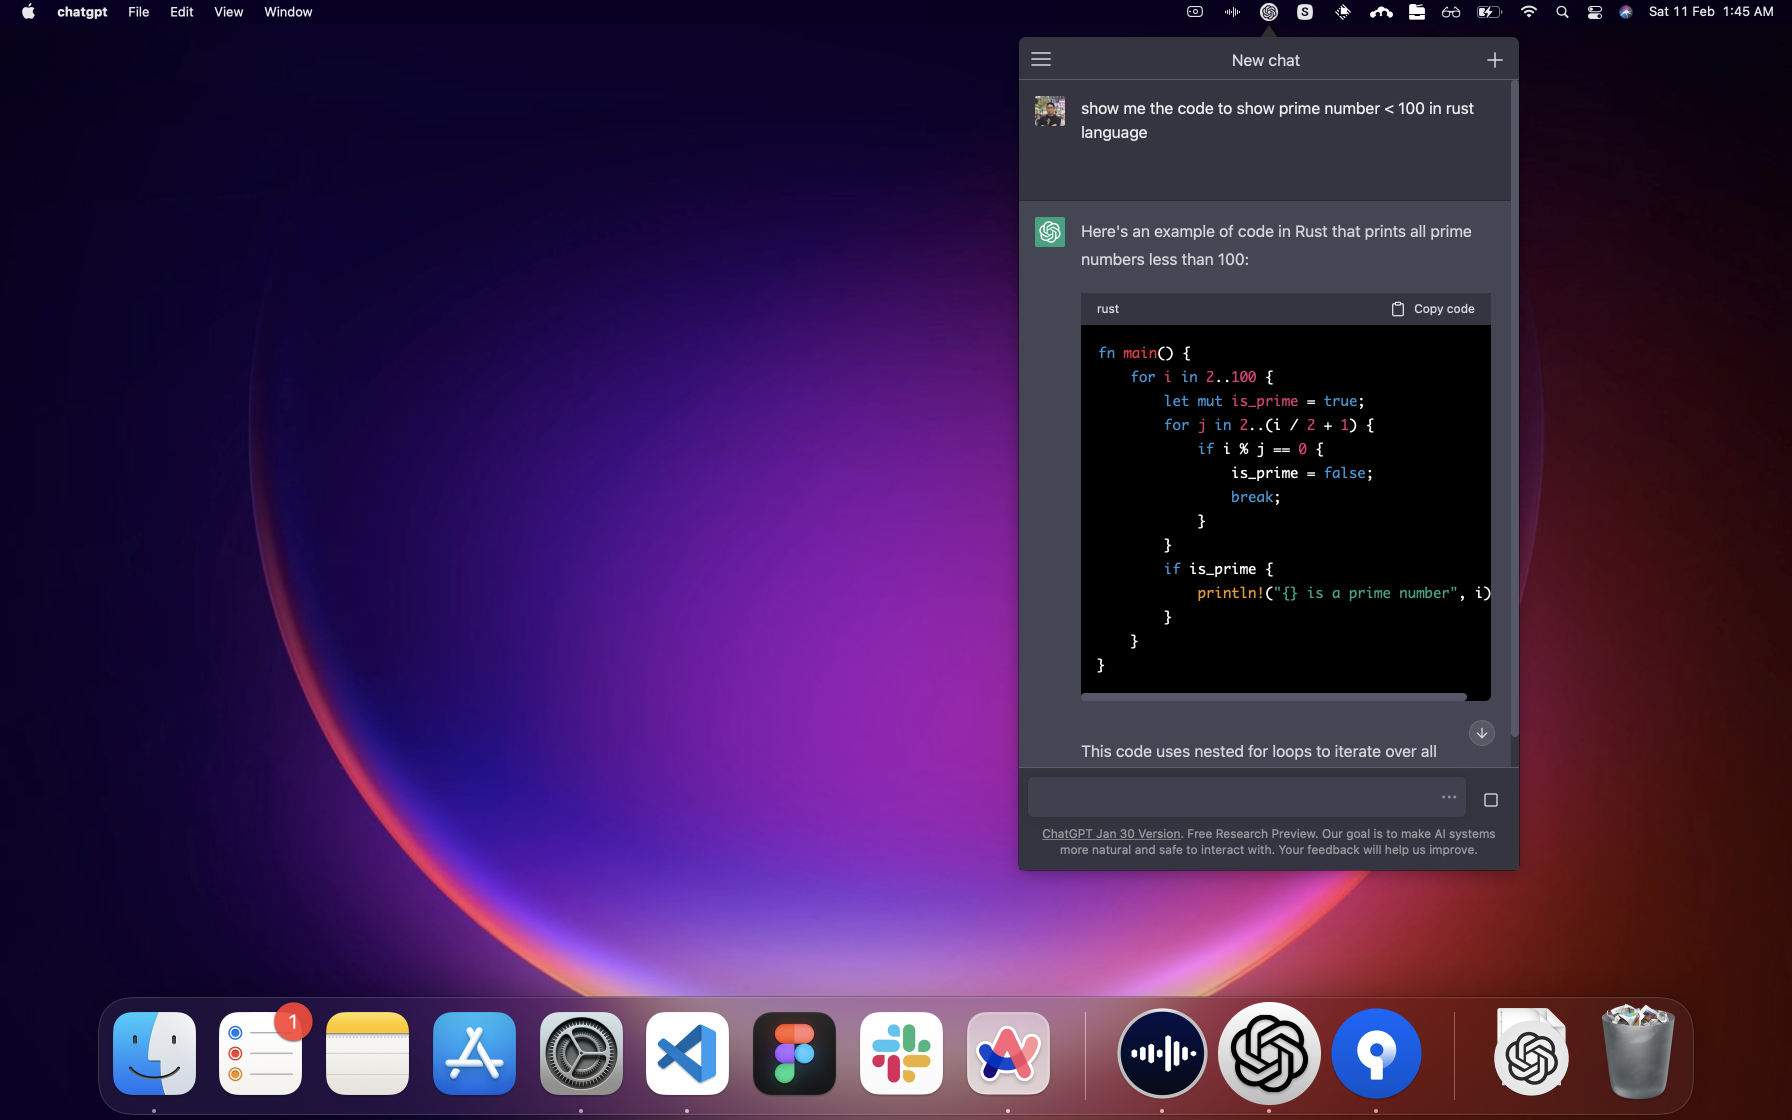 chatgpt File Edit View Window S Sat 11 Feb 1:45 AM
New chat
show me the code to show prime number < 100 in rust
language
Here's an example of code in Rust that prints all prime
numbers less than 100:
rust Copy code
fn main() {
    for i in 2..100 {
        let mut is_prime = true;
        for j in 2..(i / 2 + 1) {
            if i % j == 0 {
                is_prime = false;
                break;
            }
        }
        if is_prime {
            println!("{} is a prime number", i)
        }
    }
}
This code uses nested for loops to iterate over all
ChatGPT Jan 30 Version. Free Research Preview. Our goal is to make AI systems
more natural and safe to interact with. Your feedback will help us improve.
1